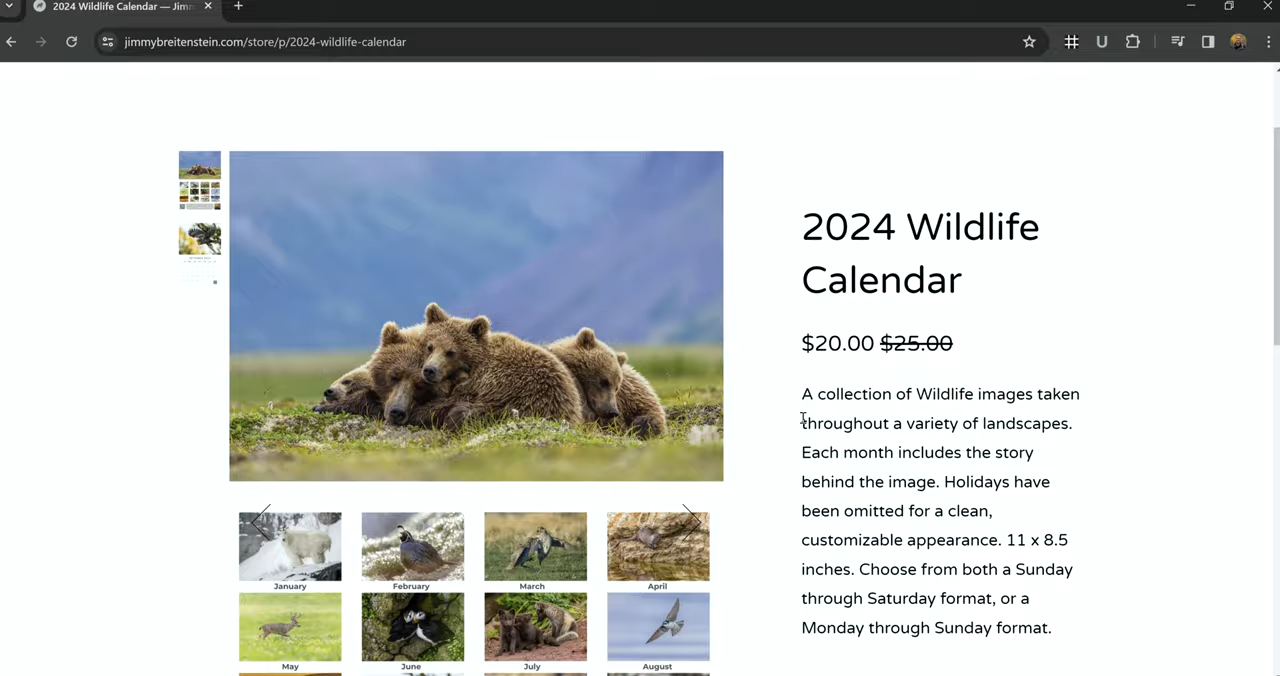 2024 Wildlife Calendar — Jimm
jimmybreitenstein.com/store/p/2024-wildlife-calendar
2024 Wildlife
Calendar
$20.00 $25.00
A collection of Wildlife images taken
throughout a variety of landscapes.
Each month includes the story
behind the image. Holidays have
been omitted for a clean,
customizable appearance. 11 x 8.5
inches. Choose from both a Sunday
through Saturday format, or a
Monday through Sunday format.
January February March April
May June July August